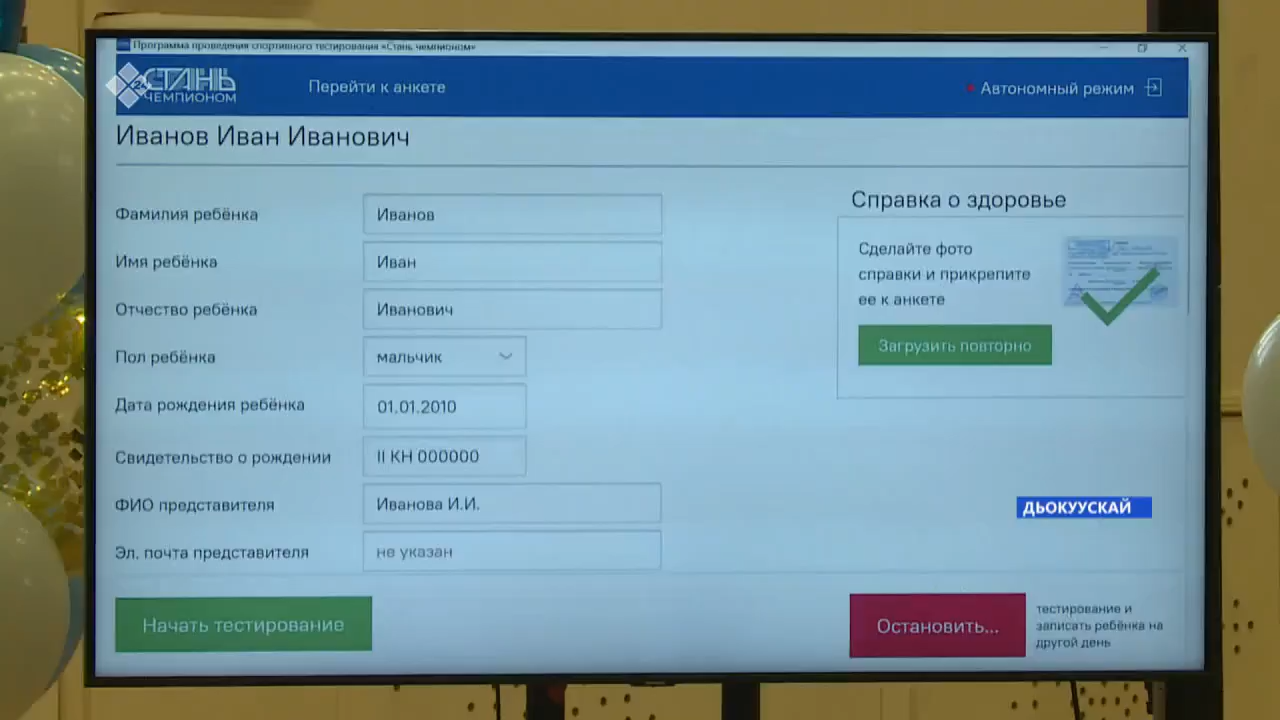 Программа проведения спортивного тестирования «Стань чемпионом»
СТАНЬ
ЧЕМПИОНОМ
Перейти к анкете
Автономный режим
Иванов Иван Иванович
Фамилия ребёнка
Иванов
Имя ребёнка
Иван
Отчество ребёнка
Иванович
Пол ребёнка
мальчик
Дата рождения ребёнка
01.01.2010
Свидетельство о рождении
II КН 000000
ФИО представителя
Иванова И.И.
Эл. почта представителя
не указан
Справка о здоровье
Сделайте фото
справки и прикрепите
ее к анкете
Загрузить повторно
ДЬОКУУСКАЙ
Начать тестирование
Остановить...
тестирование и
записать ребёнка на
другой день